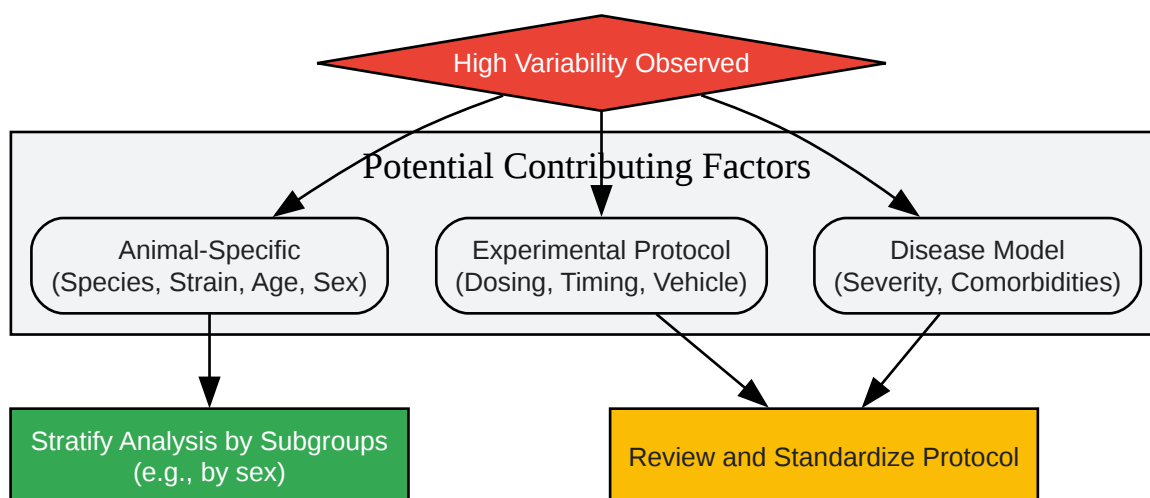 High Variability Observed
Potential Contributing Factors
Animal-Specific
(Species, Strain, Age, Sex)
Experimental Protocol
(Dosing, Timing, Vehicle)
Disease Model
(Severity, Comorbidities)
Stratify Analysis by Subgroups
(e.g., by sex)
Review and Standardize Protocol